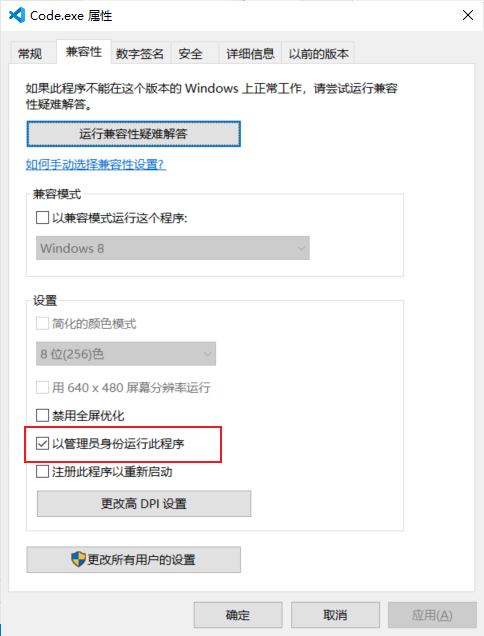 Code.exe 属性
常规
兼容性
数字签名
安全
详细信息
以前的版本
如果此程序不能在这个版本的 Windows 上正常工作，请尝试运行兼容
性疑难解答。
运行兼容性疑难解答
如何手动选择兼容性设置?
兼容模式
以兼容模式运行这个程序:
Windows 8
设置
简化的颜色模式
8 位(256)色
用 640 x 480 屏幕分辨率运行
禁用全屏优化
以管理员身份运行此程序
注册此程序以重新启动
更改高 DPI 设置
更改所有用户的设置
确定
取消
应用(A)